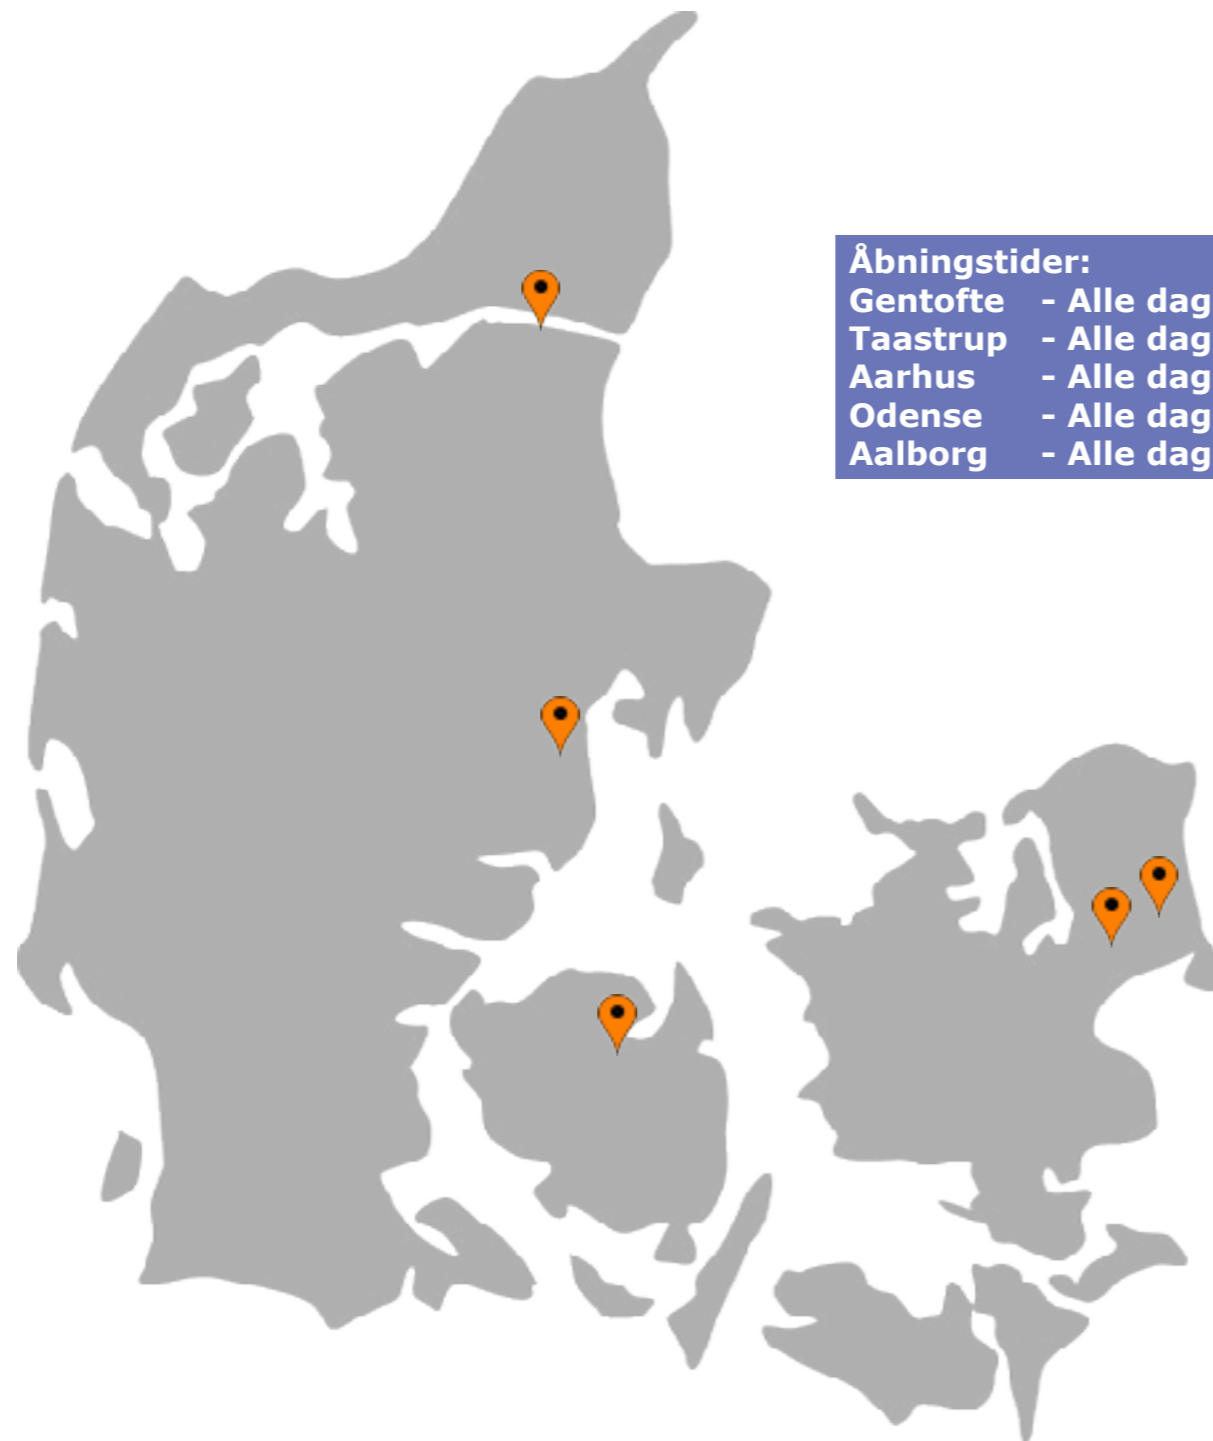 Åbningstider:
Gentofte - Alle dag
Taastrup - Alle dag
Aarhus - Alle dag
Odense - Alle dag
Aalborg - Alle dag